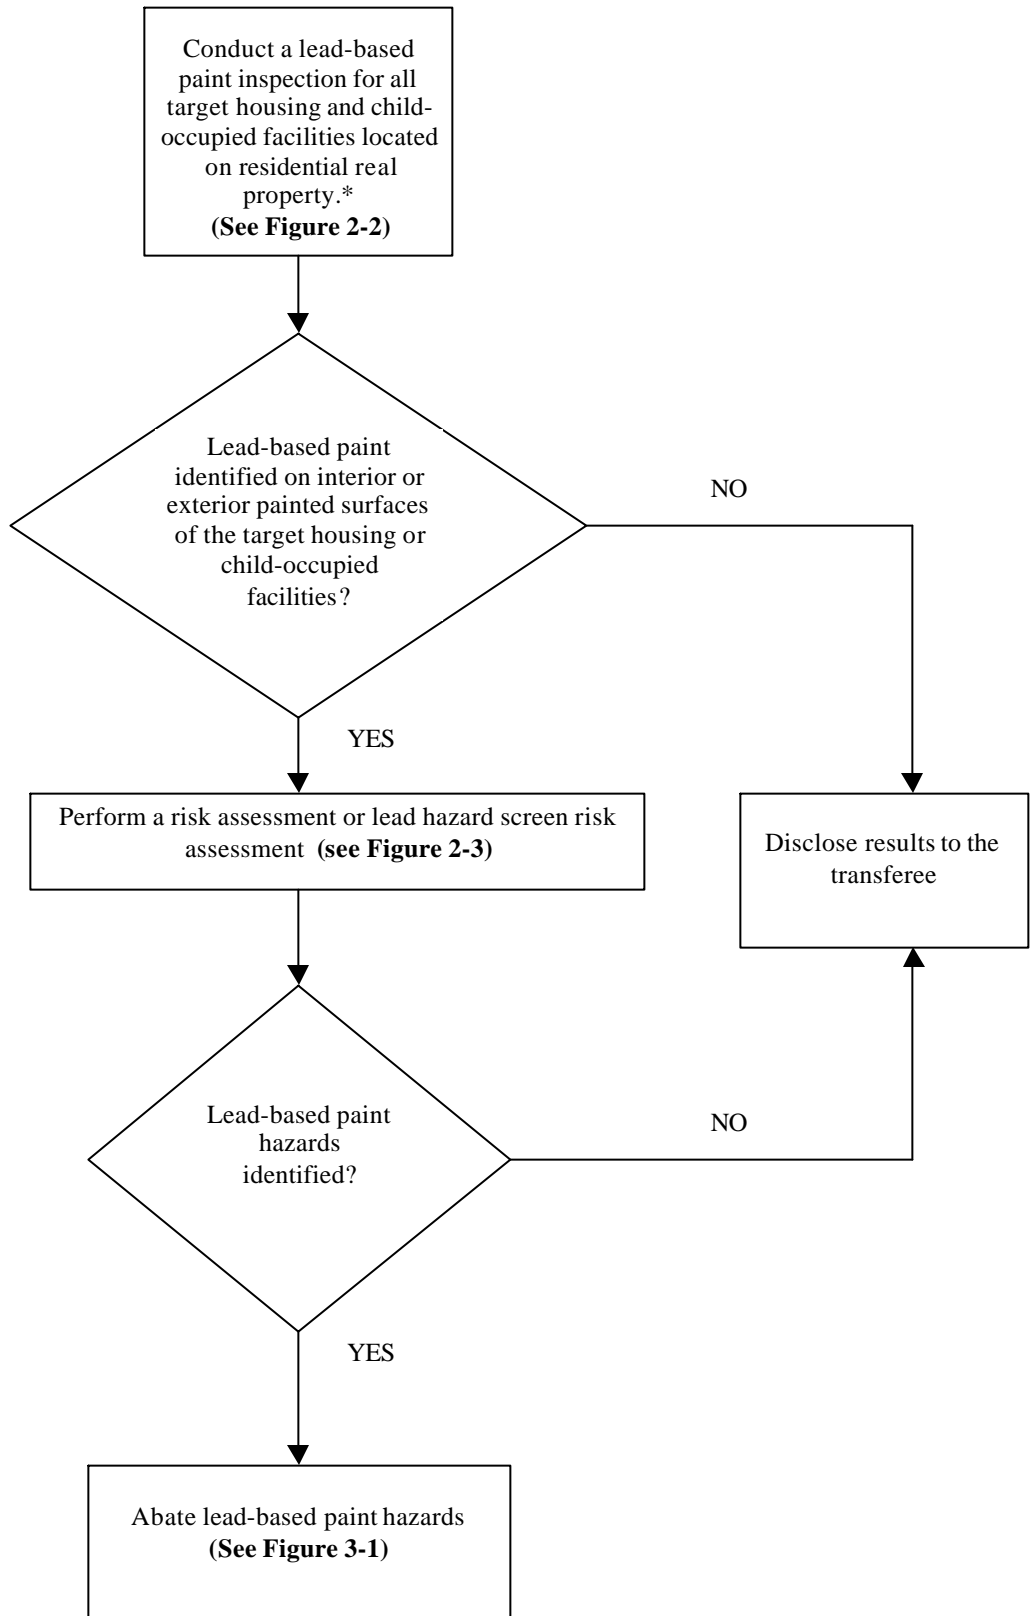 Conduct a lead-based
paint inspection for all
target housing and child-
occupied facilities located
on residential real
property.*
(See Figure 2-2)
Lead-based paint
identified on interior or
exterior painted surfaces
of the target housing or
child-occupied
facilities?
NO
YES
Perform a risk assessment or lead hazard screen risk
assessment (see Figure 2-3)
Disclose results to the
transferee
Lead-based paint
hazards
identified?
NO
YES
Abate lead-based paint hazards
(See Figure 3-1)